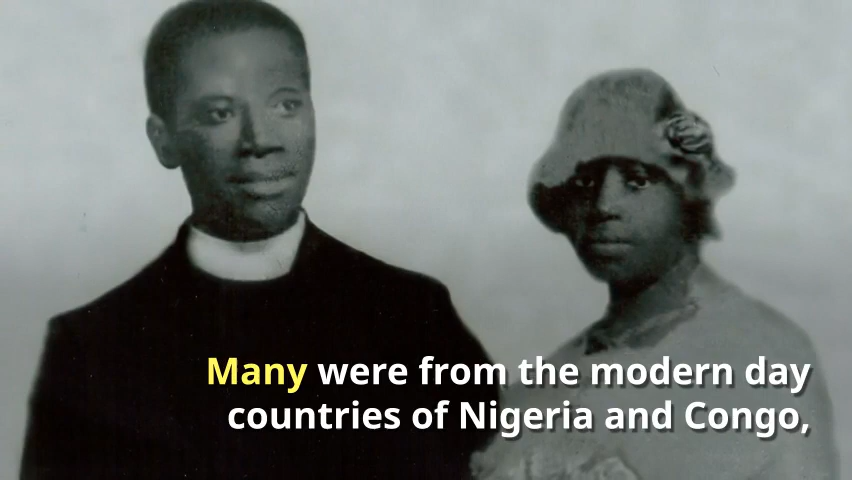 Many were from the modern day
countries of Nigeria and Congo,